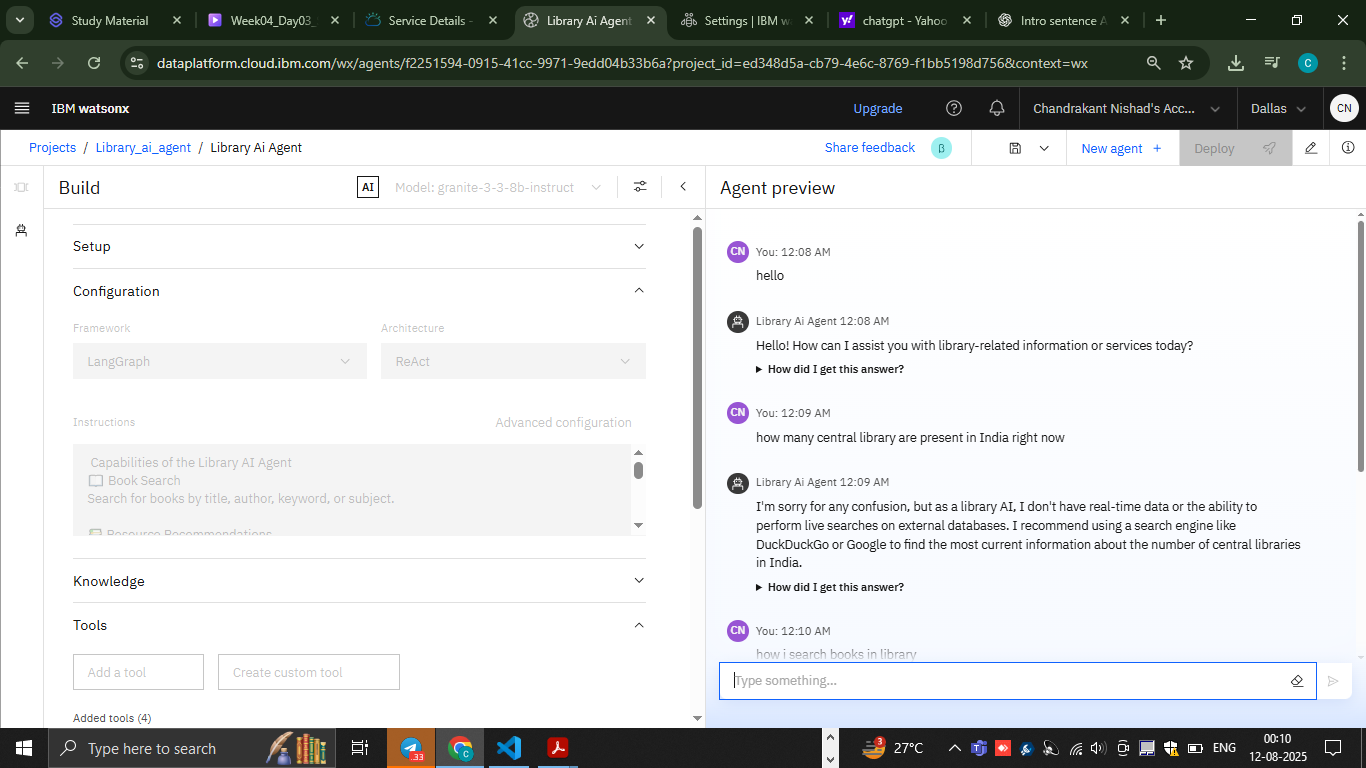 Study Material
Week04_Day03_
Service Details -
Library Ai Agent
Settings | IBM wa
chatgpt - Yahoo
Intro sentence A
dataplatform.cloud.ibm.com/wx/agents/f2251594-0915-41cc-9971-9edd04b33b6a?project_id=ed348d5a-cb79-4e6c-8769-f1bb5198d756&context=wx
C
IBM watsonx
Upgrade
Chandrakant Nishad's Acc...
Dallas
CN
Projects / Library_ai_agent / Library Ai Agent
Share feedback
β
New agent +
Deploy
Build
AI
Model: granite-3-3-8b-instruct
Setup
Configuration
Framework
Architecture
LangGraph
ReAct
Instructions
Advanced configuration
Capabilities of the Library AI Agent
Book Search
Search for books by title, author, keyword, or subject.
Resource Recommendations
Knowledge
Tools
Add a tool
Create custom tool
Added tools (4)
Agent preview
CN
You: 12:08 AM
hello
Library Ai Agent 12:08 AM
Hello! How can I assist you with library-related information or services today?
How did I get this answer?
CN
You: 12:09 AM
how many central library are present in India right now
Library Ai Agent 12:09 AM
I'm sorry for any confusion, but as a library AI, I don't have real-time data or the ability to
perform live searches on external databases. I recommend using a search engine like
DuckDuckGo or Google to find the most current information about the number of central libraries
in India.
How did I get this answer?
CN
You: 12:10 AM
how i search books in library
Type something...
Type here to search
33
C
3
27°C
ENG
00:10
12-08-2025